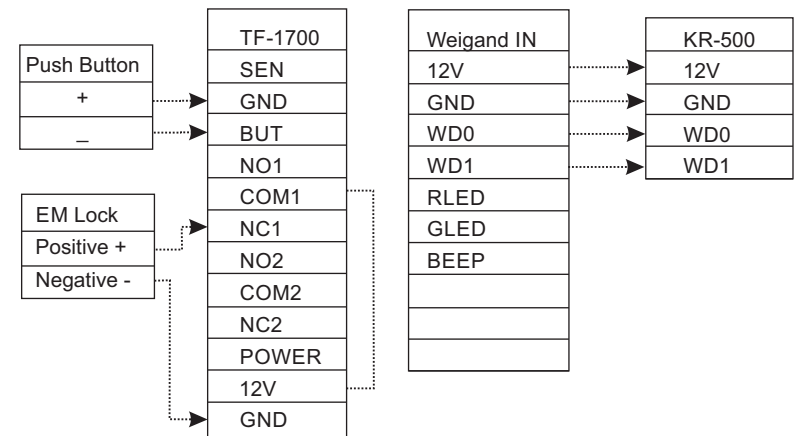 Push Button
+
_
EM Lock
Positive +
Negative -
TF-1700
SEN
GND
BUT
NO1
COM1
NC1
NO2
COM2
NC2
POWER
12V
GND
Weigand IN
12V
GND
WD0
WD1
RLED
GLED
BEEP
KR-500
12V
GND
WD0
WD1